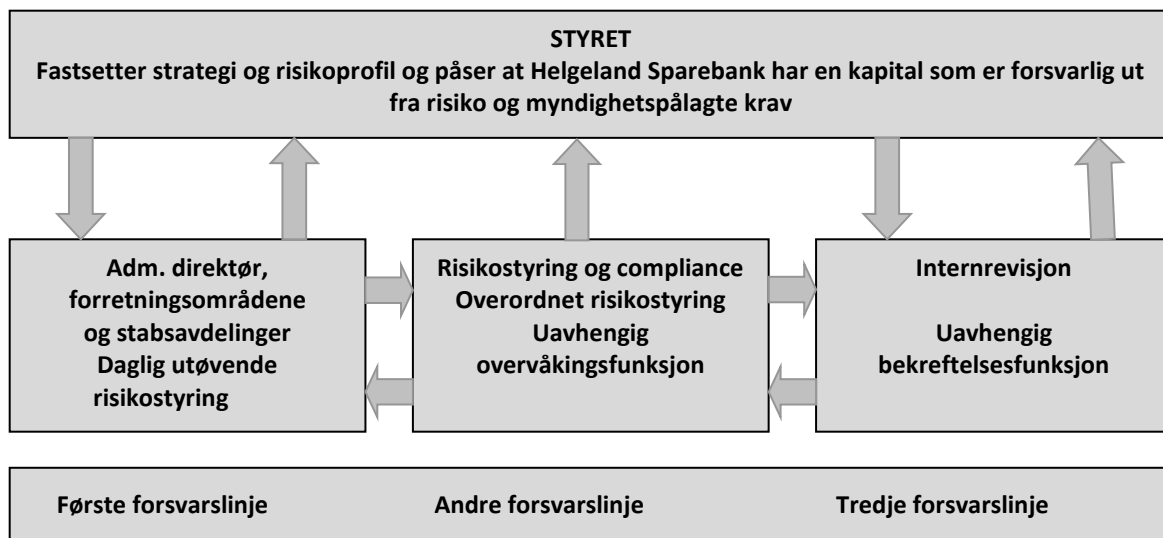 STYRET
Fastsetter strategi og risikoprofil og påser at Helgeland Sparebank har en kapital som er forsvarlig ut
fra risiko og myndighetspålagte krav
Adm. direktør,
forretningsområdene
og stabsavdelinger
Daglig utøvende
risikostyring
Risikostyring og compliance
Overordnet risikostyring
Uavhengig
overvåkingsfunksjon
Internrevisjon
Uavhengig
bekreftelsesfunksjon
Første forsvarslinje
Andre forsvarslinje
Tredje forsvarslinje